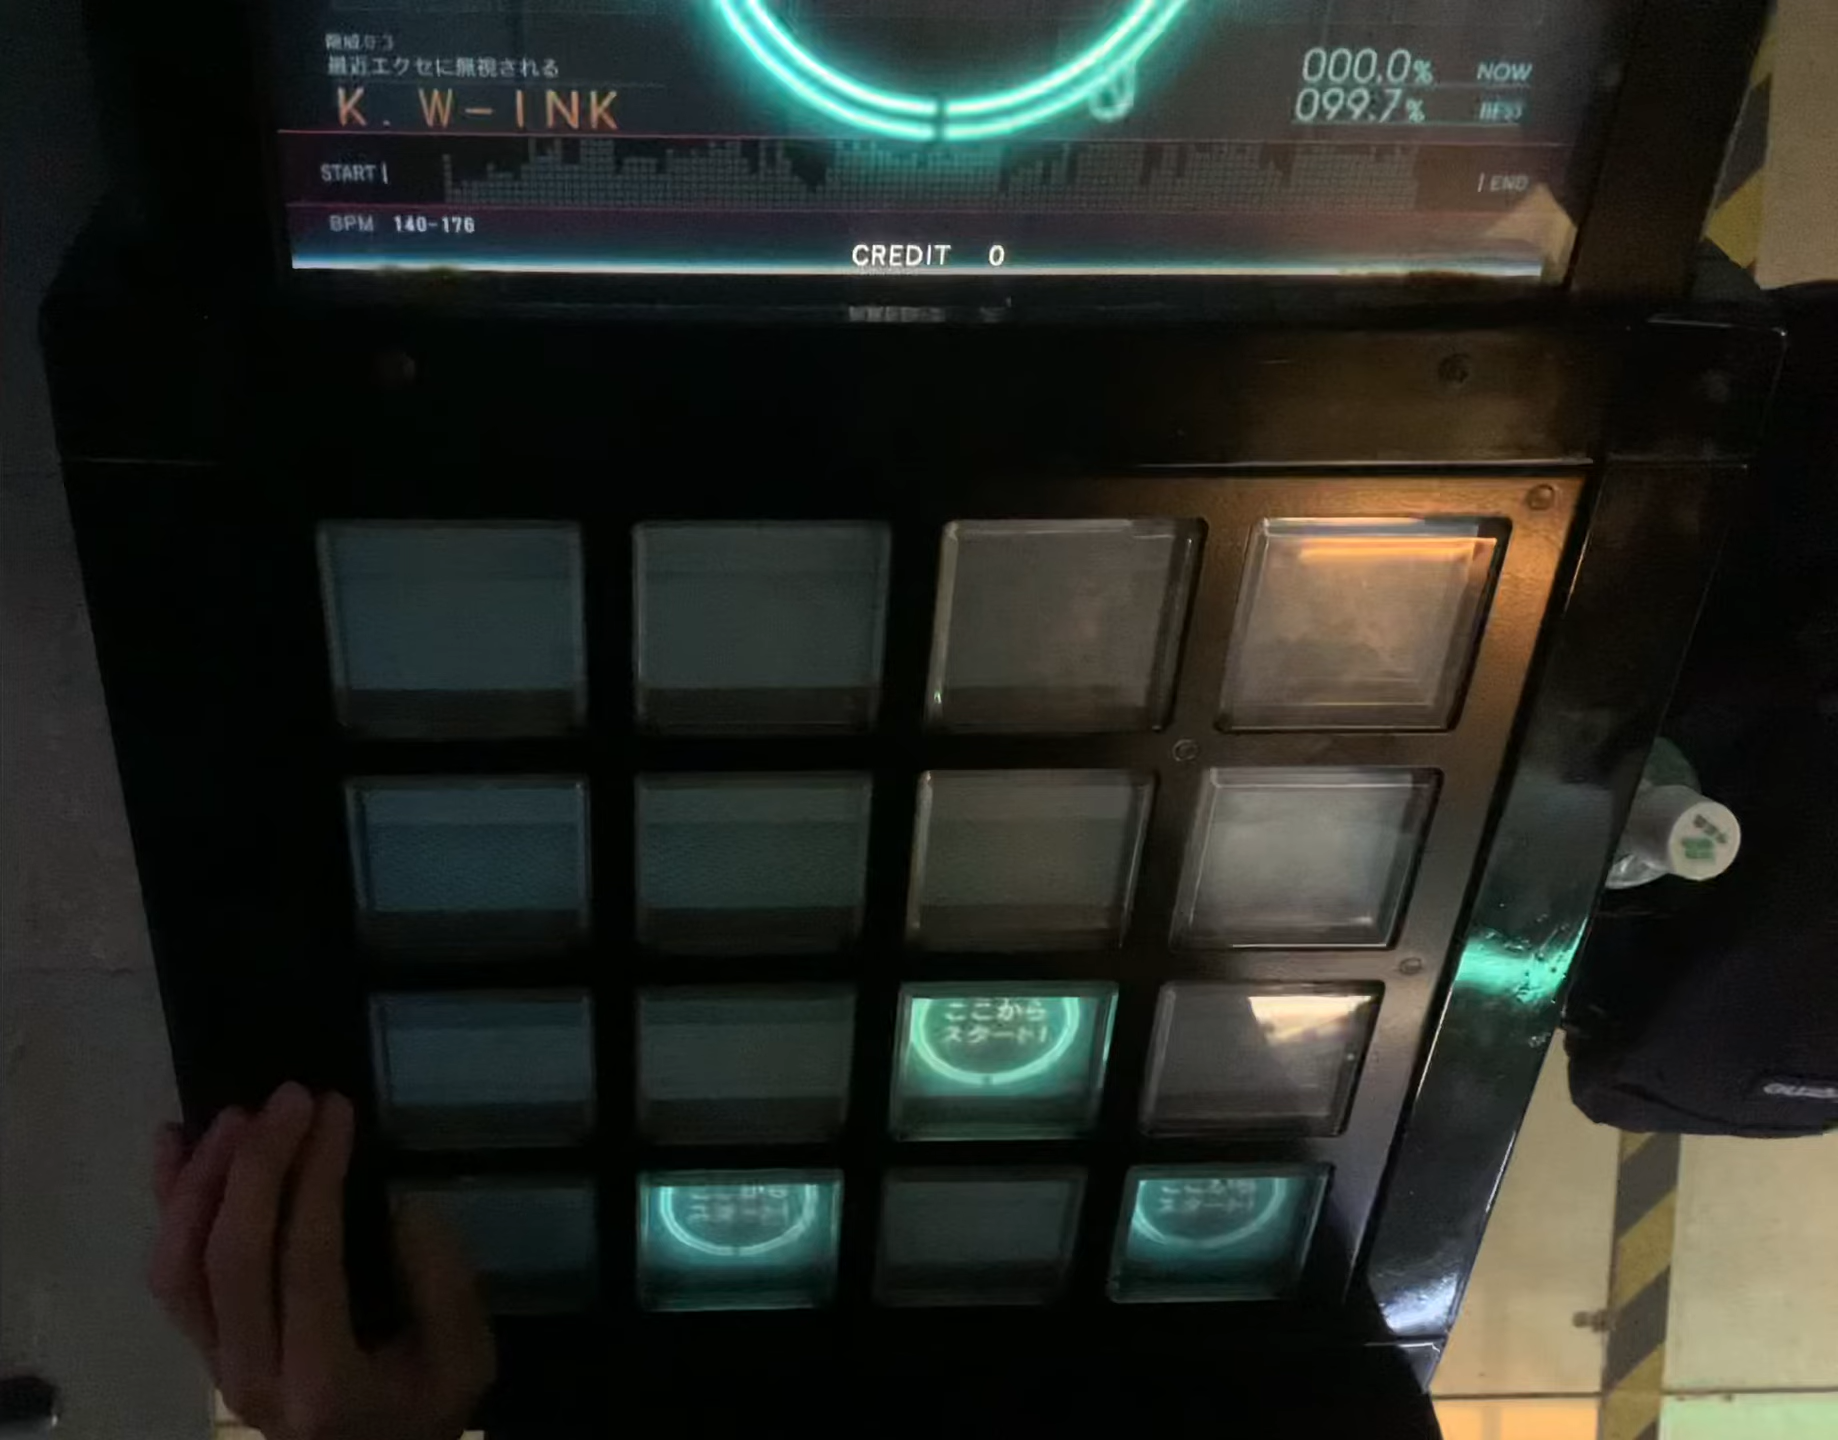 最近エクセに無視される
K. W-INK
000.0% NOW
099.7% BEST
START |
| END
BPM 140-176
CREDIT 0
ここから
スタート!
ここから
スタート!
ここから
スタート!